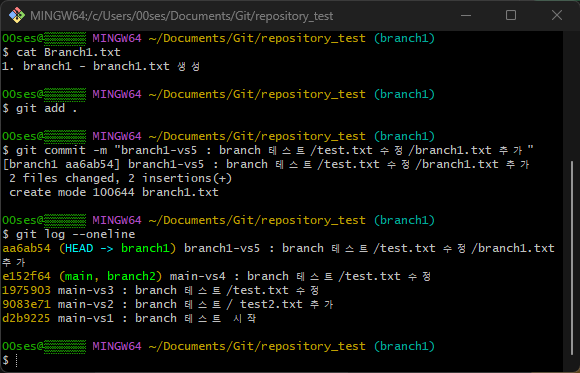 MINGW64:/c/Users/00ses/Documents/Git/repository_test
00ses@ MINGW64 ~/Documents/Git/repository_test (branch1)
$ cat Branch1.txt
1. branch1 - branch1.txt 생성
00ses@ MINGW64 ~/Documents/Git/repository_test (branch1)
$ git add .
00ses@ MINGW64 ~/Documents/Git/repository_test (branch1)
$ git commit -m "branch1-vs5 : branch 테스트/test.txt 수정/branch1.txt 추가"
[branch1 aa6ab54] branch1-vs5 : branch 테스트/test.txt 수정/branch1.txt 추가
2 files changed, 2 insertions(+)
create mode 100644 branch1.txt
00ses@ MINGW64 ~/Documents/Git/repository_test (branch1)
$ git log --oneline
aa6ab54 (HEAD -> branch1) branch1-vs5 : branch 테스트/test.txt 수정/branch1.txt
추가
e152f64 (main, branch2) main-vs4 : branch 테스트/test.txt 수정
1975903 main-vs3 : branch 테스트/test.txt 수정
9083e71 main-vs2 : branch 테스트/ test2.txt 추가
d2b9225 main-vs1 : branch 테스트 시작
00ses@ MINGW64 ~/Documents/Git/repository_test (branch1)
$